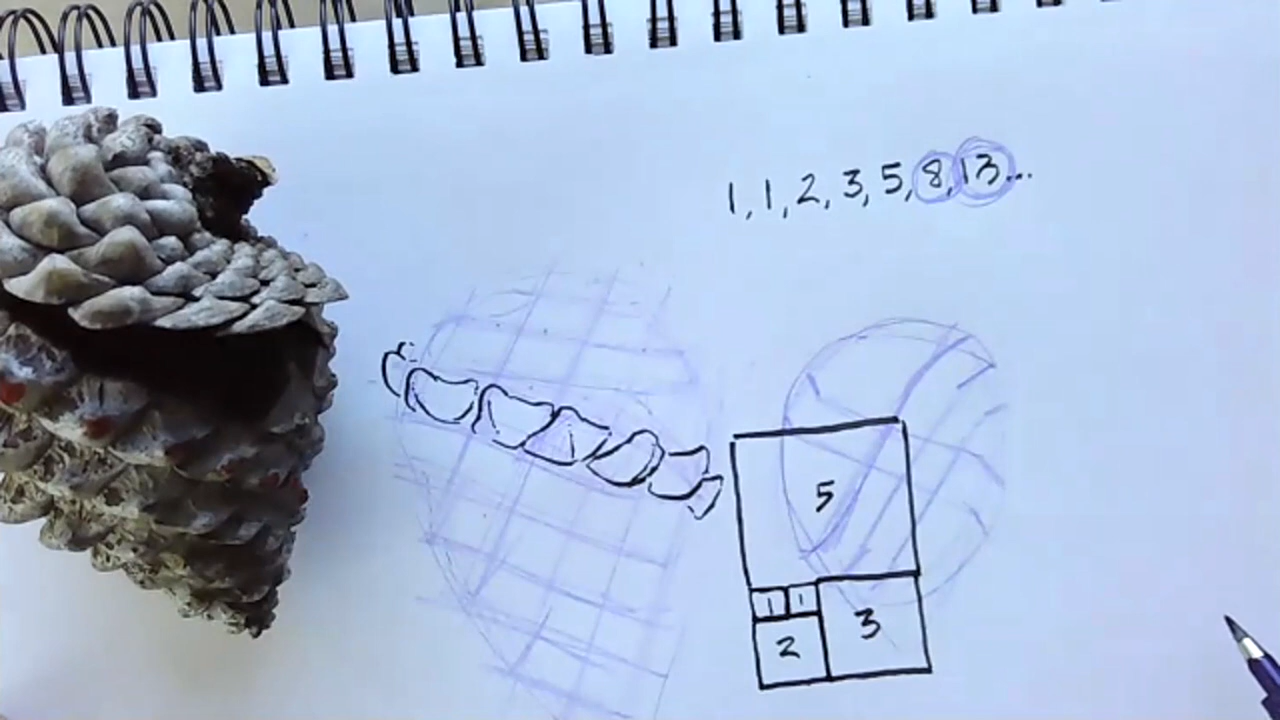 1, 1, 2, 3, 5, 8, 13...
5
1 1
2 3